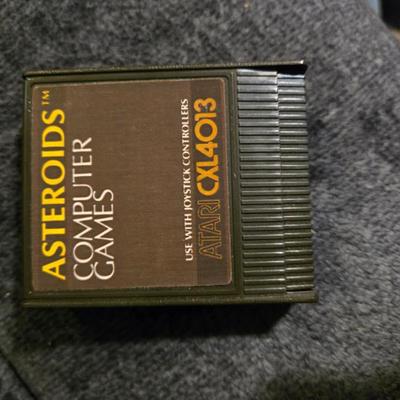 ASTEROIDS™
COMPUTER
GAMES
USE WITH JOYSTICK CONTROLLERS
ATARI CXL4013